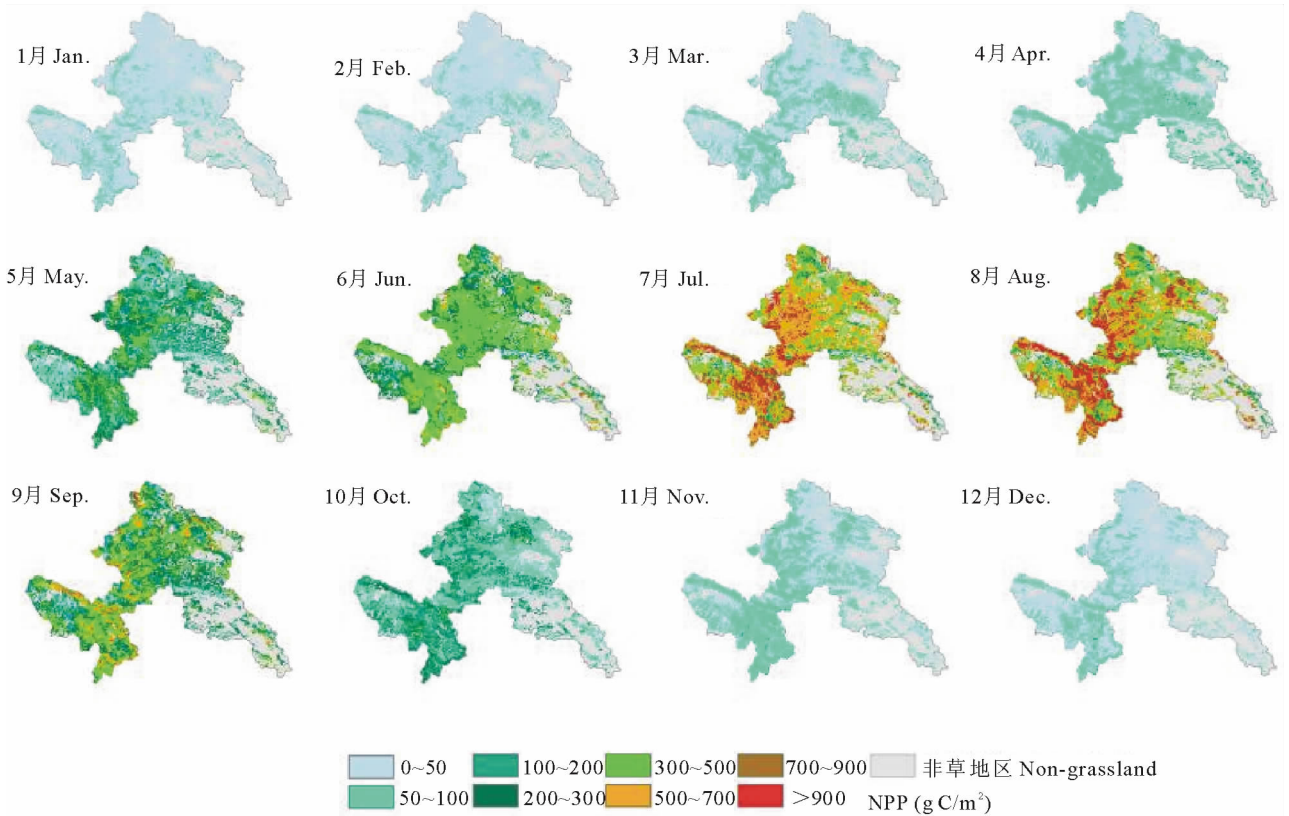 1月 Jan.
2月 Feb.
3月 Mar.
4月 Apr.
5月 May.
6月 Jun.
7月 Jul.
8月 Aug.
9月 Sep.
10月 Oct.
11月 Nov.
12月 Dec.
0~50 100~200 300~500 700~900 非草地区 Non-grassland
50~100 200~300 500~700 >900 NPP (g C/m²)